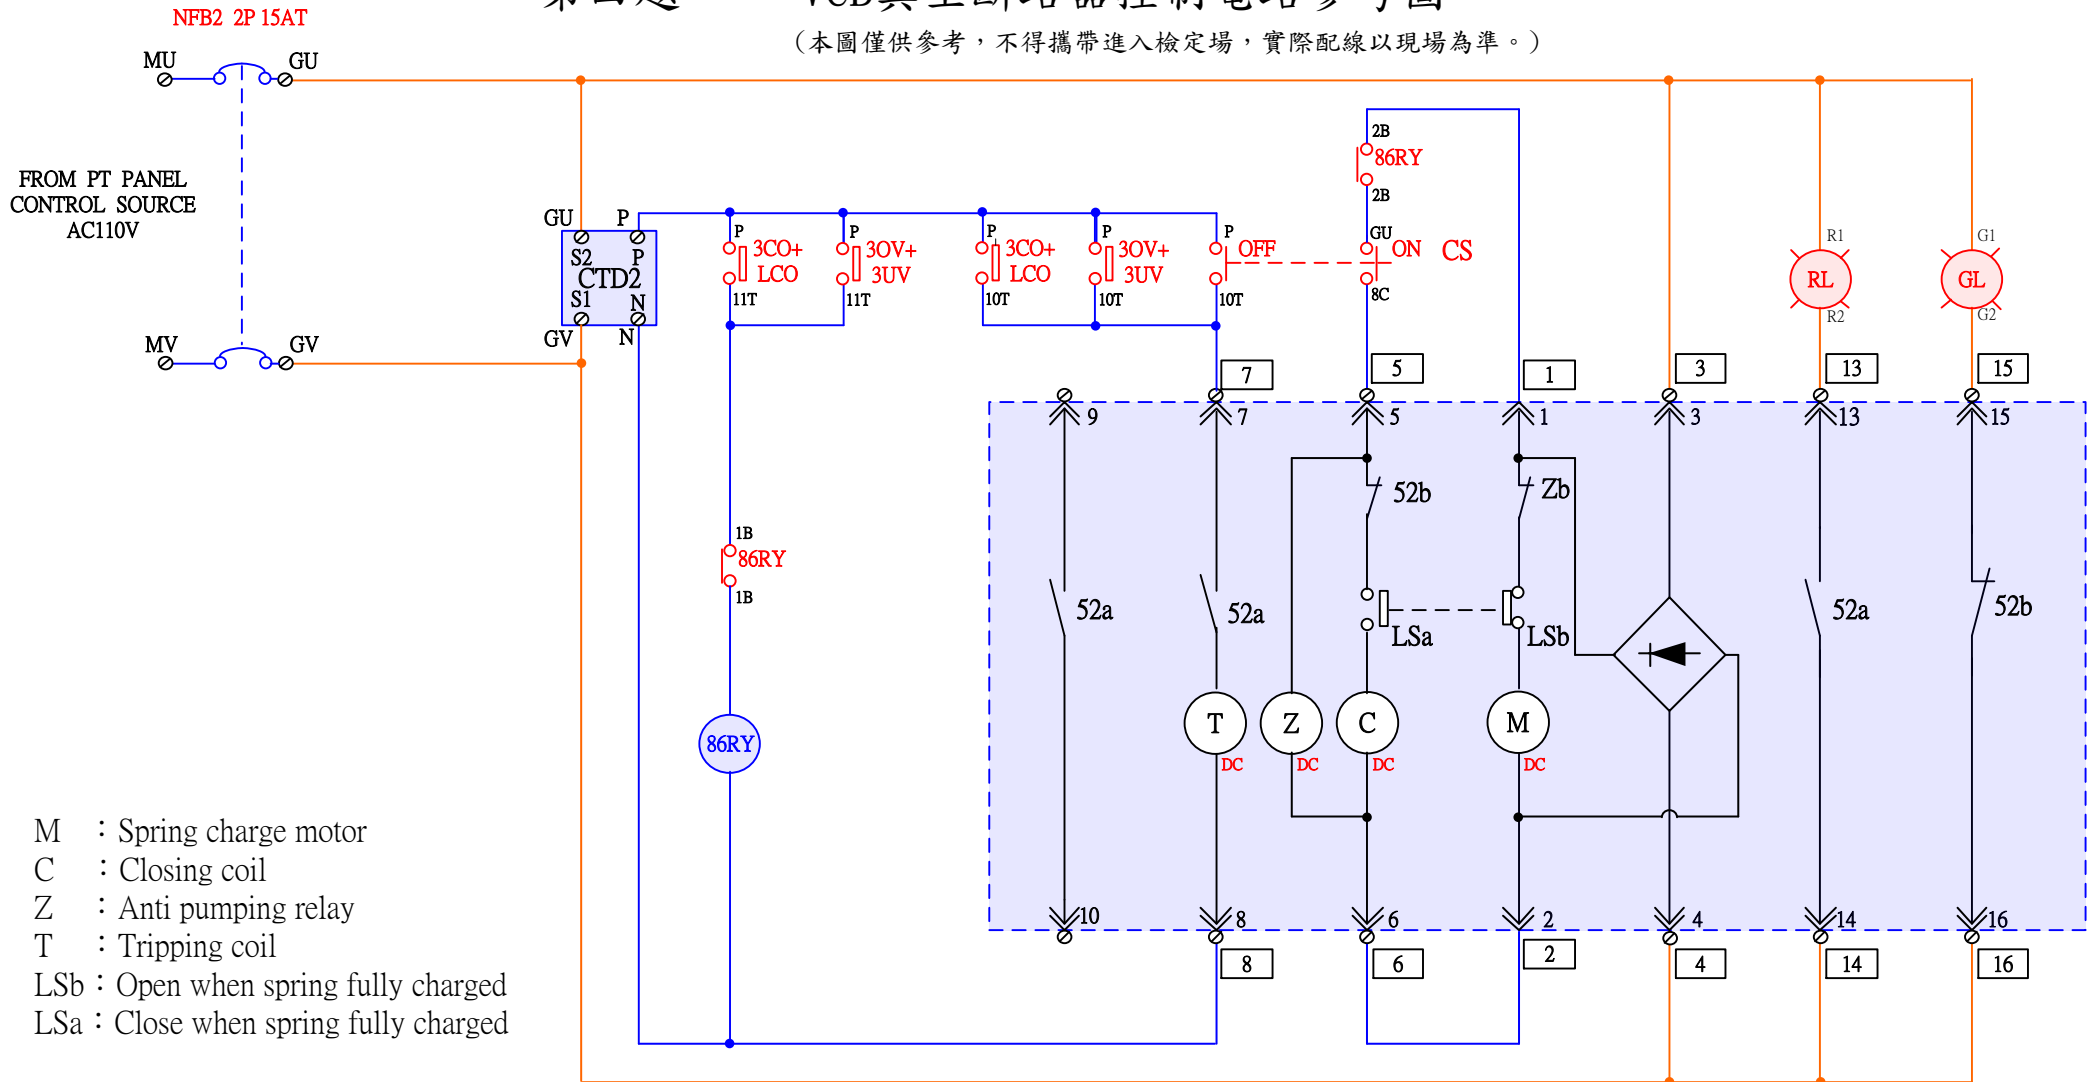 NFB2 2P 15AT
(本圖僅供參考，不得攜帶進入檢定場，實際配線以現場為準。)
MU
GU
FROM PT PANEL
CONTROL SOURCE
AC110V
MV
GV
GU
P
S2
P
CTD2
S1
N
GV
N
P
3CO+
LCO
11T
P
3OV+
3UV
11T
P
3CO+
LCO
10T
P
3OV+
3UV
10T
P
OFF
10T
2B
86RY
2B
GU
ON
CS
8C
R1
RL
R2
G1
GL
G2
7
5
1
3
13
15
9
7
5
1
3
13
15
52b
Zb
1B
86RY
1B
52a
52a
LSa
LSb
52a
52b
86RY
T
DC
Z
DC
C
DC
M
DC
10
8
6
2
4
14
16
8
6
2
4
14
16
M ：Spring charge motor
C ：Closing coil
Z ：Anti pumping relay
T ：Tripping coil
LSb：Open when spring fully charged
LSa：Close when spring fully charged